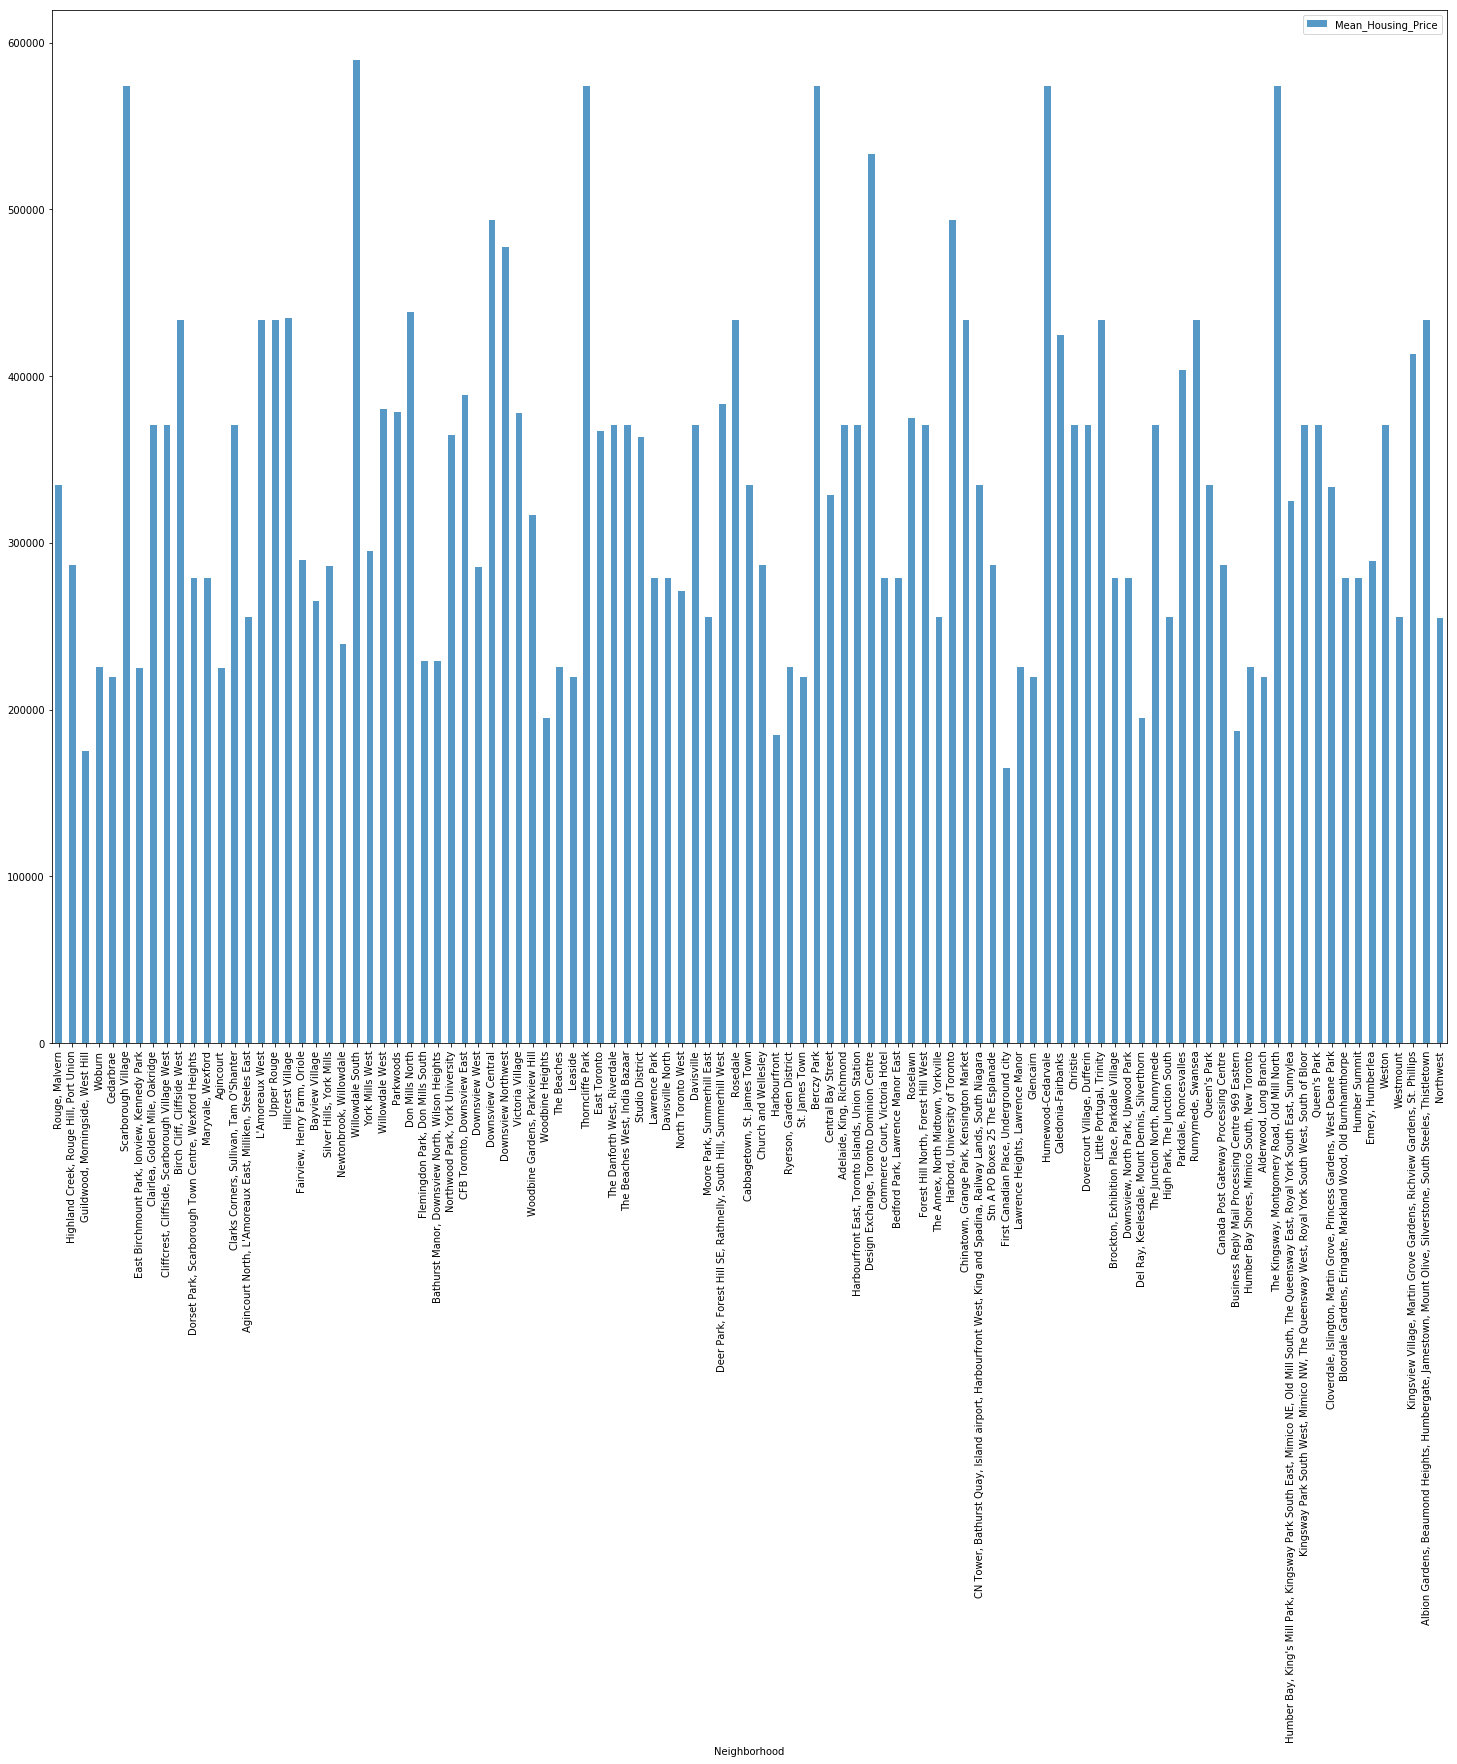 Mean_Housing_Price
600000
500000
400000
300000
200000
100000
0
Rouge, Malvern
Highland Creek, Rouge Hill, Port Union
Guildwood, Morningside, West Hill
Woburn
Cedarbrae
Scarborough Village
East Birchmount Park, Ionview, Kennedy Park
Clairlea, Golden Mile, Oakridge
Cliffcrest, Cliffside, Scarborough Village West
Birch Cliff, Cliffside West
Dorset Park, Scarborough Town Centre, Wexford Heights
Maryvale, Wexford
Agincourt
Clarks Corners, Sullivan, Tam O'Shanter
Agincourt North, L'Amoreaux East, Milliken, Steeles East
L'Amoreaux West
Upper Rouge
Hillcrest Village
Fairview, Henry Farm, Oriole
Bayview Village
Silver Hills, York Mills
Newtonbrook, Willowdale
Willowdale South
York Mills West
Willowdale West
Parkwoods
Don Mills North
Flemingdon Park, Don Mills South
Bathurst Manor, Downsview North, Wilson Heights
Northwood Park, York University
CFB Toronto, Downsview East
Downsview West
Downsview Central
Downsview Northwest
Victoria Village
Woodbine Gardens, Parkview Hill
Woodbine Heights
The Beaches
Leaside
Thorncliffe Park
East Toronto
The Danforth West, Riverdale
The Beaches West, India Bazaar
Studio District
Lawrence Park
Davisville North
North Toronto West
Davisville
Moore Park, Summerhill East
Deer Park, Forest Hill SE, Rathnelly, South Hill, Summerhill West
Rosedale
Cabbagetown, St. James Town
Church and Wellesley
Harbourfront
Ryerson, Garden District
St. James Town
Berczy Park
Central Bay Street
Adelaide, King, Richmond
Harbourfront East, Toronto Islands, Union Station
Design Exchange, Toronto Dominion Centre
Commerce Court, Victoria Hotel
Bedford Park, Lawrence Manor East
Roselawn
Forest Hill North, Forest Hill West
The Annex, North Midtown, Yorkville
Harbord, University of Toronto
Chinatown, Grange Park, Kensington Market
CN Tower, Bathurst Quay, Island airport, Harbourfront West, King and Spadina, Railway Lands, South Niagara
Stn A PO Boxes 25 The Esplanade
First Canadian Place, Underground city
Lawrence Heights, Lawrence Manor
Glencairn
Humewood-Cedarvale
Caledonia-Fairbanks
Christie
Dovercourt Village, Dufferin
Little Portugal, Trinity
Brockton, Exhibition Place, Parkdale Village
Downsview, North Park, Upwood Park
Del Ray, Keelesdale, Mount Dennis, Silverthorn
The Junction North, Runnymede
High Park, The Junction South
Parkdale, Roncesvalles
Runnymede, Swansea
Queen's Park
Canada Post Gateway Processing Centre
Business Reply Mail Processing Centre 969 Eastern
Humber Bay Shores, Mimico South, New Toronto
Alderwood, Long Branch
The Kingsway, Montgomery Road, Old Mill North
Humber Bay, King's Mill Park, Kingsway Park South East, Mimico NE, Old Mill South, The Queensway East, Royal York South East, Sunnylea
Kingsway Park South West, Mimico NW, The Queensway West, Royal York South West, South of Bloor
Queen's Park
Cloverdale, Islington, Martin Grove, Princess Gardens, West Deane Park
Bloordale Gardens, Eringate, Markland Wood, Old Burnhamthorpe
Humber Summit
Emery, Humberlea
Weston
Westmount
Kingsview Village, Martin Grove Gardens, Richview Gardens, St. Phillips
Albion Gardens, Beaumond Heights, Humbergate, Jamestown, Mount Olive, Silverstone, South Steeles, Thistletown
Northwest
Neighborhood